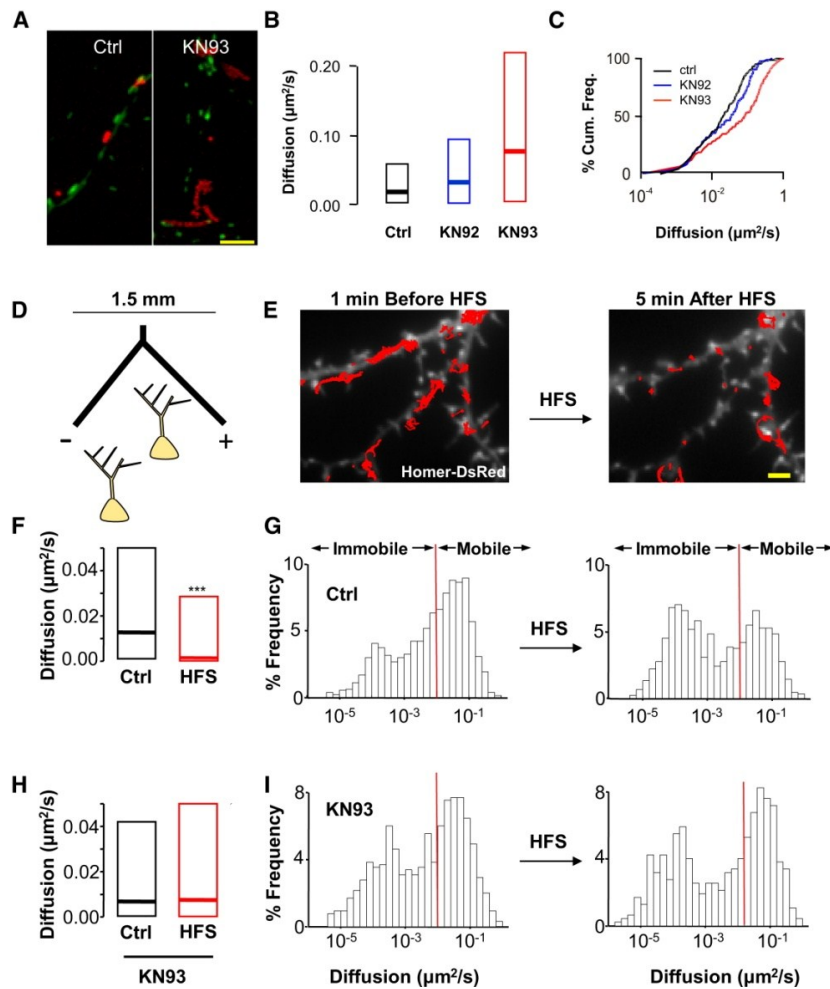 A
Ctrl
KN93
B
Diffusion (µm²/s)
0.20
0.10
0.00
Ctrl
KN92
KN93
C
% Cum. Freq.
100
50
0
ctrl
KN92
KN93
10⁻⁴
10⁻²
1
Diffusion (µm²/s)
D
1.5 mm
–
+
E
1 min Before HFS
Homer-DsRed
HFS
5 min After HFS
F
Diffusion (µm²/s)
0.04
0.02
0.00
***
Ctrl
HFS
G
Immobile
Mobile
% Frequency
10
5
0
Ctrl
10⁻⁵
10⁻³
10⁻¹
HFS
Immobile
Mobile
10
5
0
10⁻⁵
10⁻³
10⁻¹
H
Diffusion (µm²/s)
0.04
0.02
0.00
Ctrl
HFS
KN93
I
% Frequency
8
4
0
KN93
10⁻⁵
10⁻³
10⁻¹
Diffusion (µm²/s)
HFS
8
4
0
10⁻⁵
10⁻³
10⁻¹
Diffusion (µm²/s)